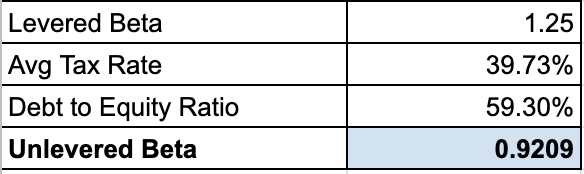 Levered Beta 1.25
Avg Tax Rate 39.73%
Debt to Equity Ratio 59.30%
Unlevered Beta 0.9209